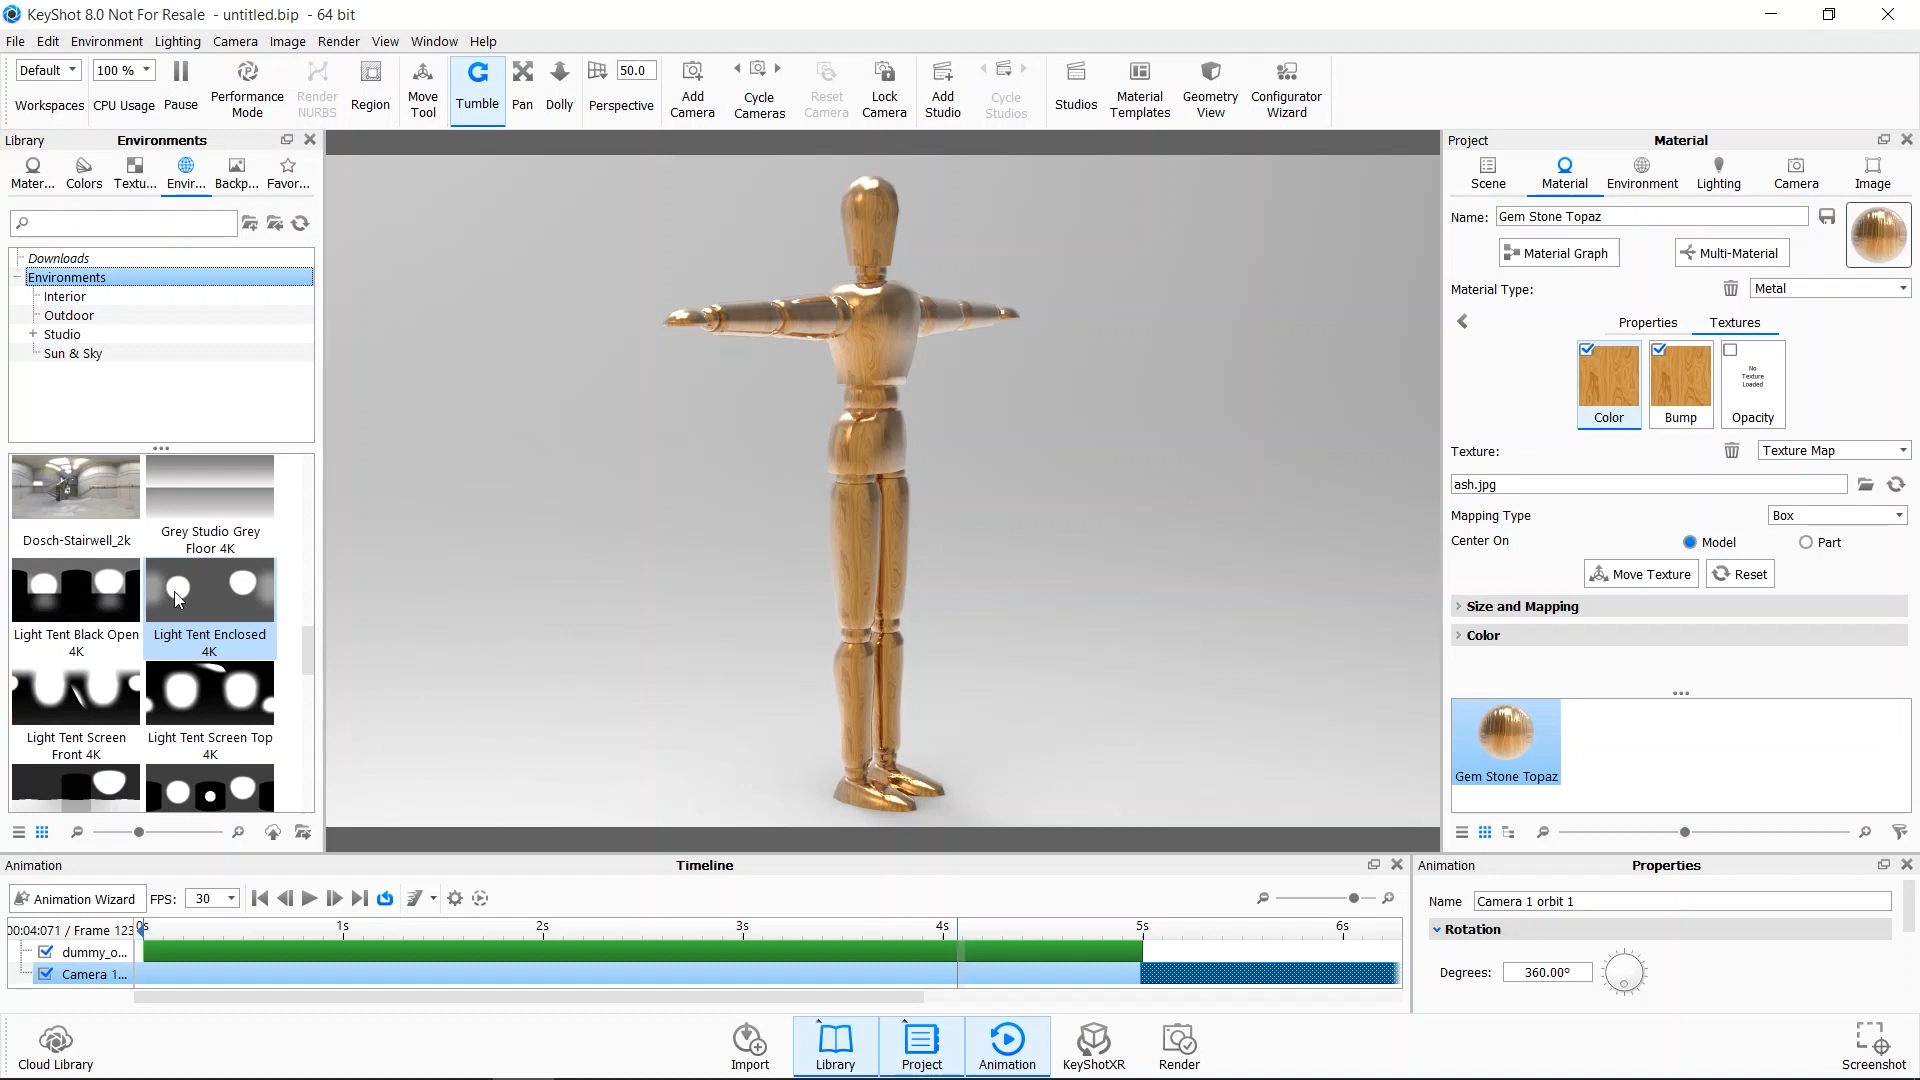 KeyShot 8.0 Not For Resale - untitled.bip - 64 bit
File Edit Environment Lighting Camera Image Render View Window Help
Default 100 % 50.0
Workspaces CPU Usage Pause Performance Mode Render NURBS Region Move Tool Tumble Pan Dolly Perspective Add Camera Cycle Cameras Reset Camera Lock Camera Add Studio Cycle Studios Studios Material Templates Geometry View Configurator Wizard
Library Environments
Mater... Colors Textu... Envir... Backp... Favor...
Downloads
Environments
Interior
Outdoor
Studio
Sun & Sky
Dosch-Stairwell_2k
Grey Studio Grey Floor 4K
Light Tent Black Open 4K
Light Tent Enclosed 4K
Light Tent Screen Front 4K
Light Tent Screen Top 4K
Project Material
Scene Material Environment Lighting Camera Image
Name: Gem Stone Topaz
Material Graph Multi-Material
Material Type: Metal
Properties Textures
No Texture Loaded
Color Bump Opacity
Texture: Texture Map
ash.jpg
Mapping Type Box
Center On Model Part
Move Texture Reset
Size and Mapping
Color
Gem Stone Topaz
Animation Timeline
Animation Wizard FPS: 30
00:04:071 / Frame 123 0s 1s 2s 3s 4s 5s 6s
dummy_o...
Camera 1...
Animation Properties
Name Camera 1 orbit 1
Rotation
Degrees: 360.00°
Cloud Library Import Library Project Animation KeyShotXR Render Screenshot